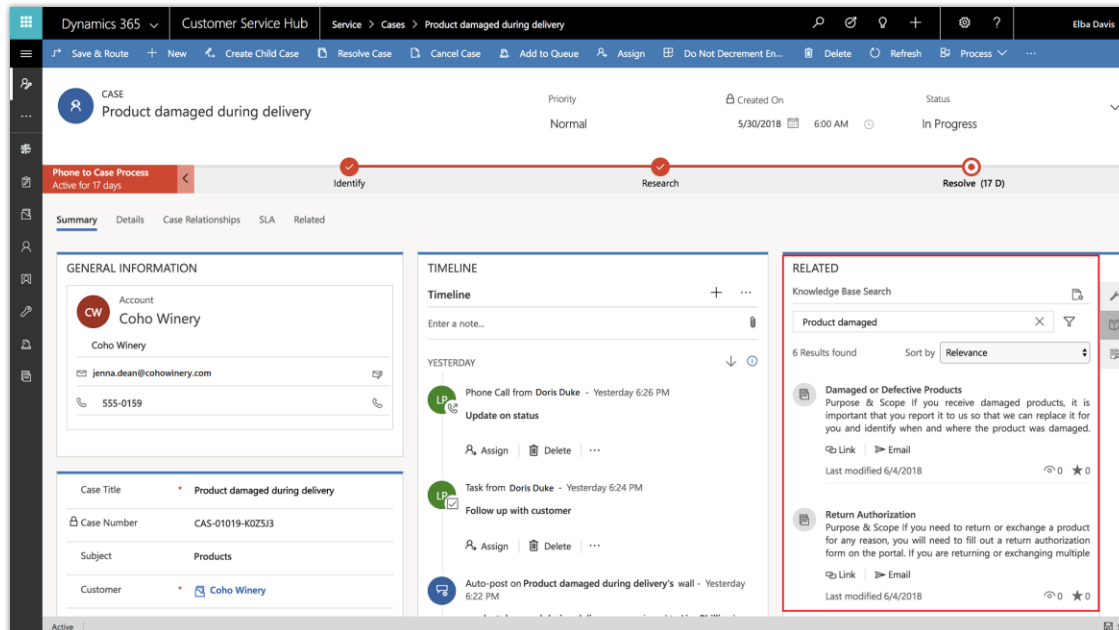 Dynamics 365
Customer Service Hub
Service > Cases > Product damaged during delivery
Elba Davis
Save & Route
New
Create Child Case
Resolve Case
Cancel Case
Add to Queue
Assign
Do Not Decrement En...
Delete
Refresh
Process
CASE
Product damaged during delivery
Priority
Normal
Created On
5/30/2018
6:00 AM
Status
In Progress
Phone to Case Process
Active for 17 days
Identify
Research
Resolve (17 D)
Summary
Details
Case Relationships
SLA
Related
GENERAL INFORMATION
CW
Account
Coho Winery
Coho Winery
jenna.dean@cohowinery.com
555-0159
Case Title * Product damaged during delivery
Case Number CAS-01019-K0Z5J3
Subject Products
Customer * Coho Winery
TIMELINE
Timeline
Enter a note...
YESTERDAY
LP
Phone Call from Doris Duke - Yesterday 6:26 PM
Update on status
Assign
Delete
LP
Task from Doris Duke - Yesterday 6:24 PM
Follow up with customer
Assign
Delete
Auto-post on Product damaged during delivery's wall - Yesterday
6:22 PM
RELATED
Knowledge Base Search
Product damaged
6 Results found
Sort by
Relevance
Damaged or Defective Products
Purpose & Scope If you receive damaged products, it is
important that you report it to us so that we can replace it for
you and identify when and where the product was damaged.
Link
Email
Last modified 6/4/2018
0
0
Return Authorization
Purpose & Scope If you need to return or exchange a product
for any reason, you will need to fill out a return authorization
form on the portal. If you are returning or exchanging multiple
Link
Email
Last modified 6/4/2018
0
0
Active